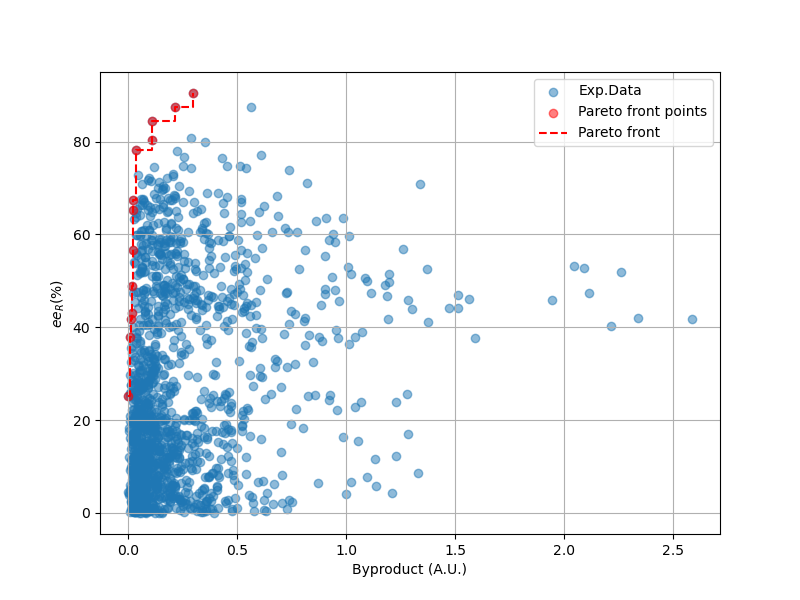 Exp.Data
Pareto front points
Pareto front
80
60
40
20
0
ee_R(%)
0.0 0.5 1.0 1.5 2.0 2.5
Byproduct (A.U.)